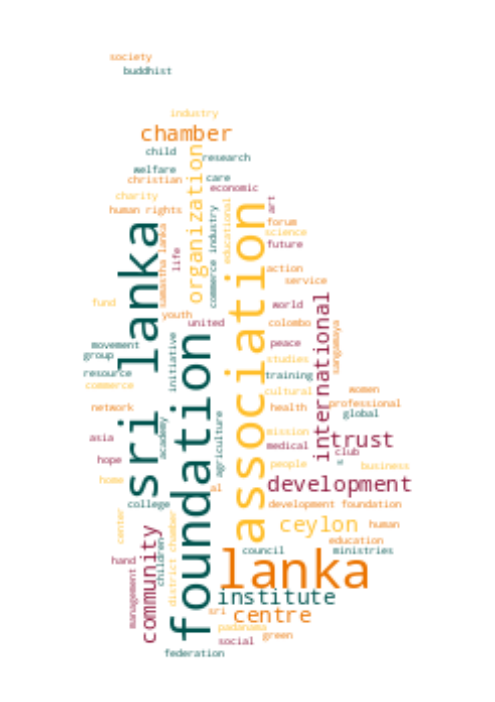 society
buddhist
industry
chamber
child
research
welfare
christian
care
economic
charity
organization
educational
art
human rights
sri lanka
samastha lanka
life
commerce industry
association
forum
science
future
action
service
fund
youth
united
world
colombo
international
sangamaya
movement
group
initiative
foundation
peace
studies
resource
commerce
training
cultural
women
professional
network
academy
agriculture
health
global
asia
mission
medical
trust
club
hope
people
business
home
al
development
college
development foundation
center
community
children
district chamber
ceylon
human
education
council
ministries
hand
management
lanka
institute
sri
centre
padanama
social
green
federation